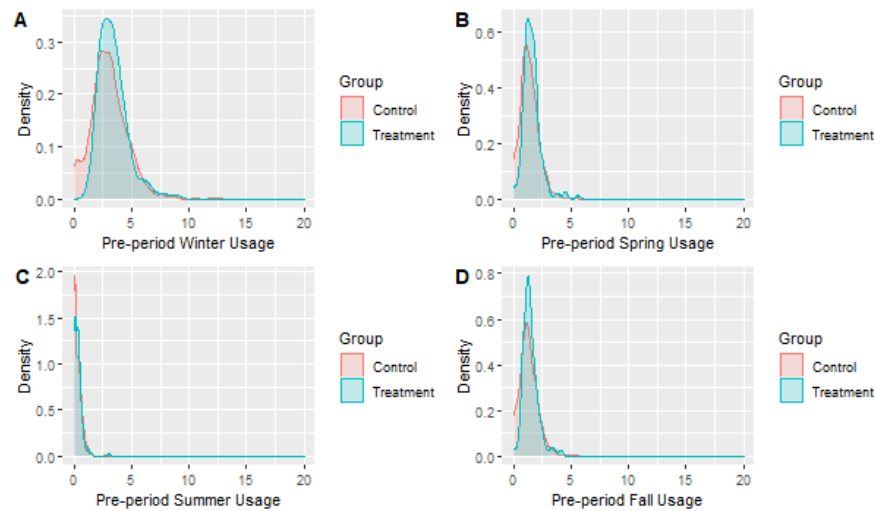 A
Density
0.3
0.2
0.1
0.0
0 5 10 15 20
Pre-period Winter Usage
Group
Control
Treatment
B
Density
0.6
0.4
0.2
0.0
0 5 10 15 20
Pre-period Spring Usage
Group
Control
Treatment
C
Density
2.0
1.5
1.0
0.5
0.0
0 5 10 15 20
Pre-period Summer Usage
Group
Control
Treatment
D
Density
0.8
0.6
0.4
0.2
0.0
0 5 10 15 20
Pre-period Fall Usage
Group
Control
Treatment